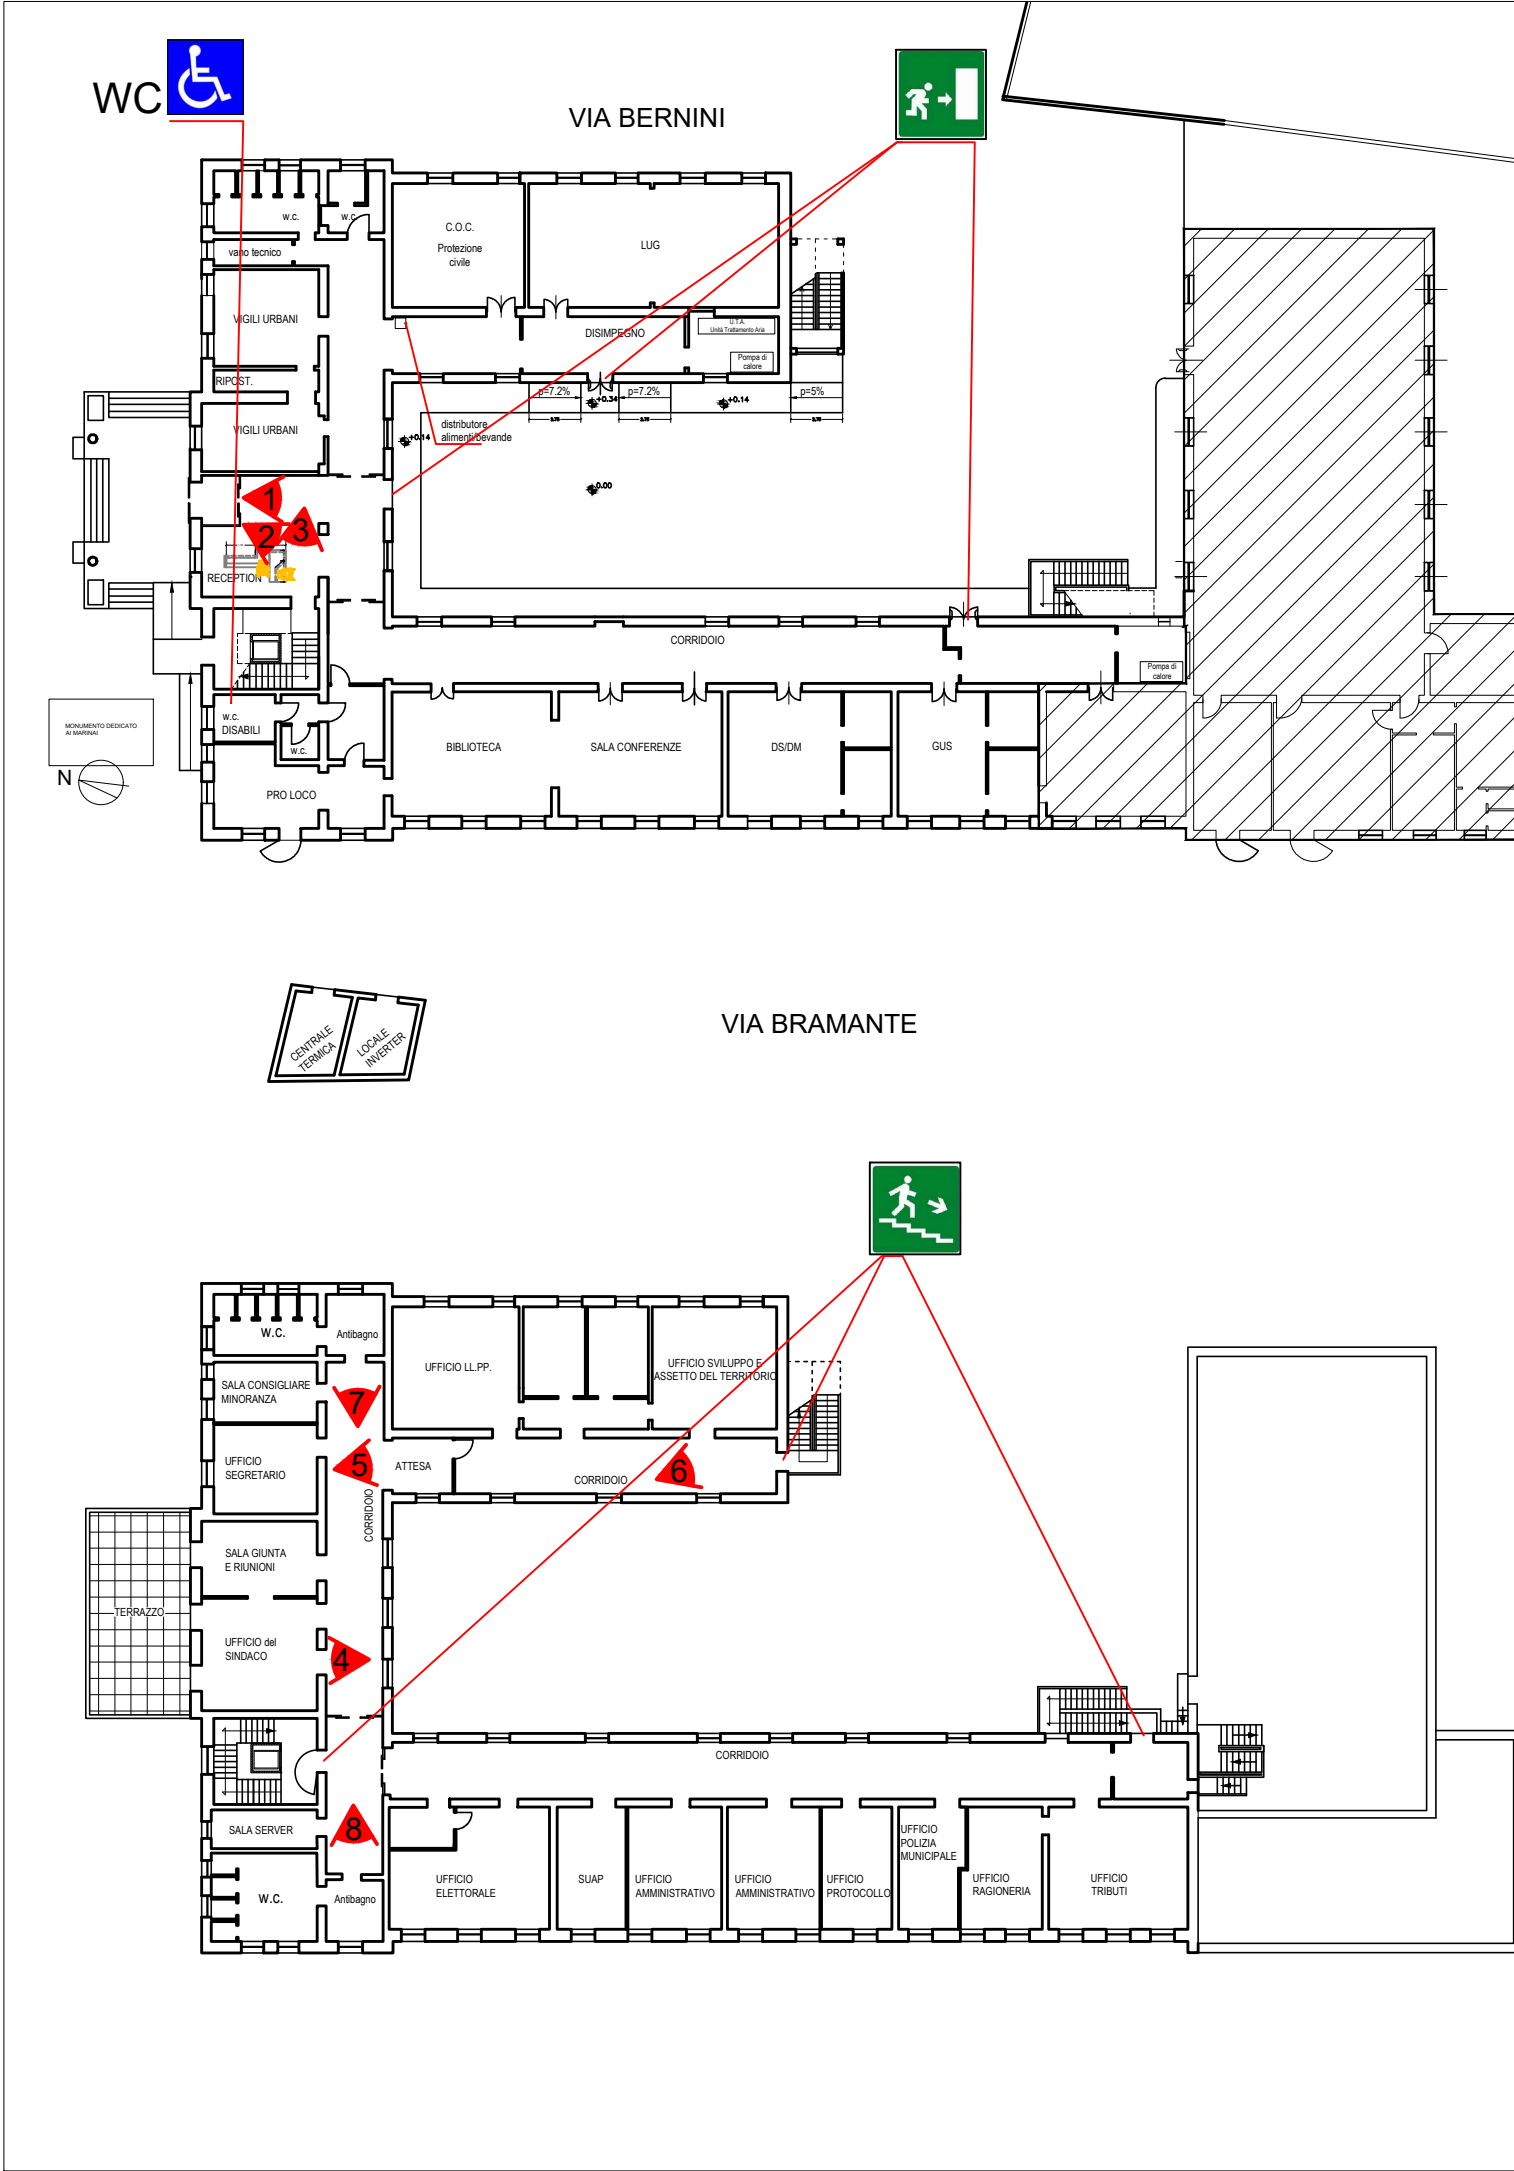 WC
VIA BERNINI
w.c.
w.c.
vano tecnico
C.O.C.
Protezione
civile
LUG
VIGILI URBANI
DISIMPEGNO
U.T.A.
Unità Trattamento Aria
Pompa di
calore
RIPOST.
p=7.2%
p=7.2%
p=5%
+0.34
+0.14
VIGILI URBANI
distributore
alimenti/bevande
+0.14
0.00
1
2
3
RECEPTION
CORRIDOIO
Pompa di
calore
MONUMENTO DEDICATO
AI MARINAI
N
w.c.
DISABILI
w.c.
PRO LOCO
BIBLIOTECA
SALA CONFERENZE
DS/DM
GUS
CENTRALE
TERMICA
LOCALE
INVERTER
VIA BRAMANTE
W.C.
Antibagno
UFFICIO LL.PP.
UFFICIO SVILUPPO E
ASSETTO DEL TERRITORIO
SALA CONSIGLIARE
MINORANZA
7
UFFICIO
SEGRETARIO
5
ATTESA
CORRIDOIO
6
CORRIDOIO
SALA GIUNTA
E RIUNIONI
TERRAZZO
UFFICIO del
SINDACO
4
CORRIDOIO
SALA SERVER
8
W.C.
Antibagno
UFFICIO
ELETTORALE
SUAP
UFFICIO
AMMINISTRATIVO
UFFICIO
AMMINISTRATIVO
UFFICIO
PROTOCOLLO
UFFICIO
POLIZIA
MUNICIPALE
UFFICIO
RAGIONERIA
UFFICIO
TRIBUTI